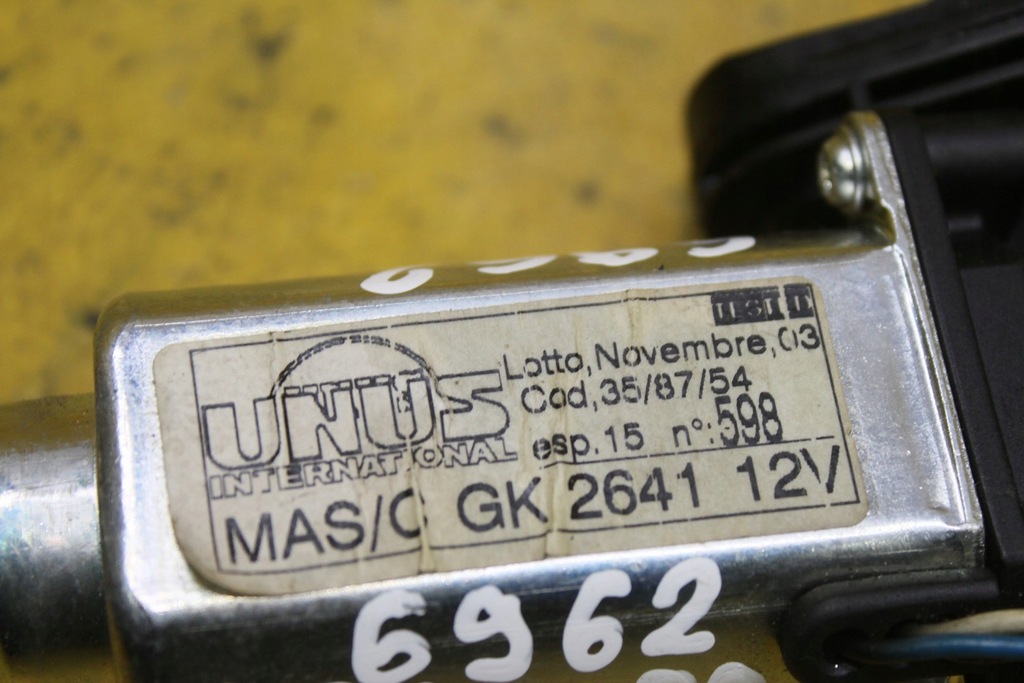 UNUS
INTERNATIONAL
Lotto, Novembre, 03
Cod, 35/87/54
esp. 15 n°: 598
MAS/C GK 2641 12V
6962